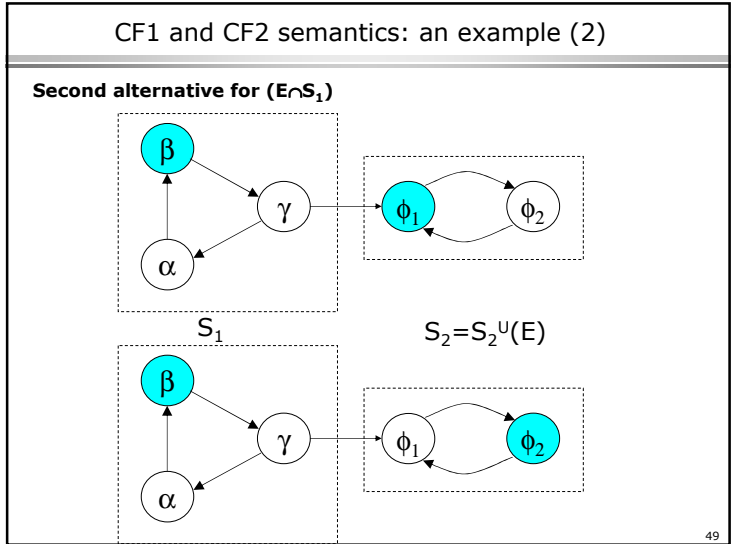 CF1 and CF2 semantics: an example (2)
Second alternative for (E∩S₁)
β
γ
α
ϕ₁
ϕ₂
S₁
S₂=S₂ᵁ(E)
β
γ
α
ϕ₁
ϕ₂
49